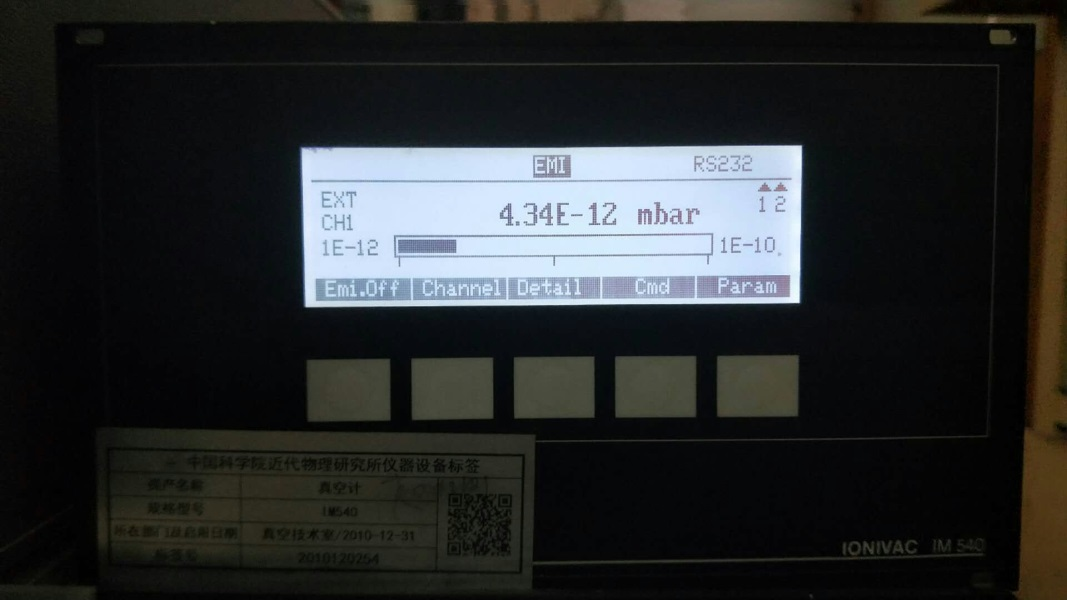 EMI RS232
EXT
CH1
4.34E-12 mbar
1 2
1E-12 1E-10
Emi.Off Channel Detail Cmd Param
中国科学院近代物理研究所仪器设备标签
资产名称 真空计
规格型号 IM540
所在部门及启用日期 真空技术室/2010-12-31
标签号 2010120254
IONIVAC IM 540